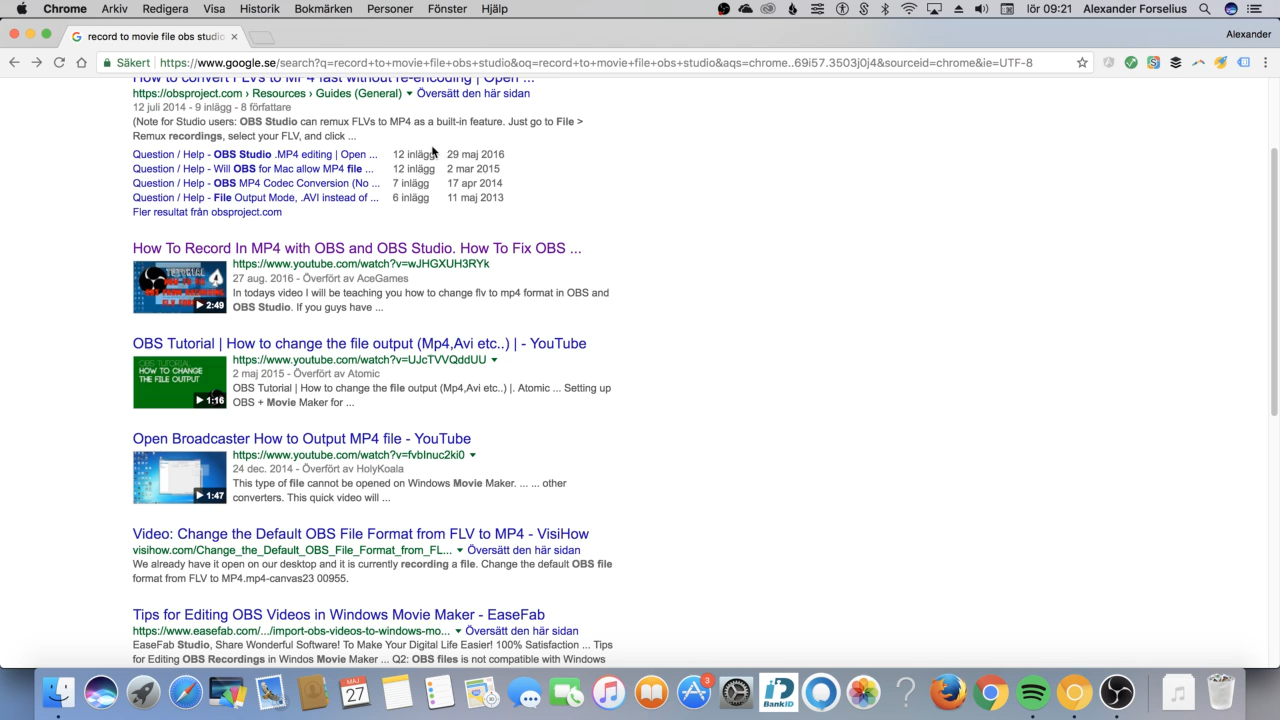 Chrome Arkiv Redigera Visa Historik Bokmärken Personer Fönster Hjälp lör 09:21 Alexander Forselius
record to movie file obs studio Alexander
Säkert https://www.google.se/search?q=record+to+movie+file+obs+studio&oq=record+to+movie+file+obs+studio&aqs=chrome..69i57.3503j0j4&sourceid=chrome&ie=UTF-8
How to convert FLVs to MP4 fast without re-encoding | Open ...
https://obsproject.com › Resources › Guides (General) Översätt den här sidan
12 juli 2014 - 9 inlägg - 8 författare
(Note for Studio users: OBS Studio can remux FLVs to MP4 as a built-in feature. Just go to File >
Remux recordings, select your FLV, and click ...
Question / Help - OBS Studio .MP4 editing | Open ... 12 inlägg 29 maj 2016
Question / Help - Will OBS for Mac allow MP4 file ... 12 inlägg 2 mar 2015
Question / Help - OBS MP4 Codec Conversion (No ... 7 inlägg 17 apr 2014
Question / Help - File Output Mode, .AVI instead of ... 6 inlägg 11 maj 2013
Fler resultat från obsproject.com
How To Record In MP4 with OBS and OBS Studio. How To Fix OBS ...
https://www.youtube.com/watch?v=wJHGXUH3RYk
27 aug. 2016 - Överfört av AceGames
In todays video I will be teaching you how to change flv to mp4 format in OBS and
OBS Studio. If you guys have ...
TUTORIAL
2:49
OBS Tutorial | How to change the file output (Mp4,Avi etc..) | - YouTube
https://www.youtube.com/watch?v=UJcTVVQddUU
2 maj 2015 - Överfört av Atomic
OBS Tutorial | How to change the file output (Mp4,Avi etc..) |. Atomic ... Setting up
OBS + Movie Maker for ...
OBS TUTORIAL
HOW TO CHANGE
THE FILE OUTPUT
1:16
Open Broadcaster How to Output MP4 file - YouTube
https://www.youtube.com/watch?v=fvbInuc2ki0
24 dec. 2014 - Överfört av HolyKoala
This type of file cannot be opened on Windows Movie Maker. ... ... other
converters. This quick video will ...
1:47
Video: Change the Default OBS File Format from FLV to MP4 - VisiHow
visihow.com/Change_the_Default_OBS_File_Format_from_FL... Översätt den här sidan
We already have it open on our desktop and it is currently recording a file. Change the default OBS file
format from FLV to MP4.mp4-canvas23 00955.
Tips for Editing OBS Videos in Windows Movie Maker - EaseFab
https://www.easefab.com/.../import-obs-videos-to-windows-mo... Översätt den här sidan
EaseFab Studio, Share Wonderful Software! To Make Your Digital Life Easier! 100% Satisfaction ... Tips
for Editing OBS Recordings in Windos Movie Maker ... Q2: OBS files is not compatible with Windows
MAJ
27
3
BankID